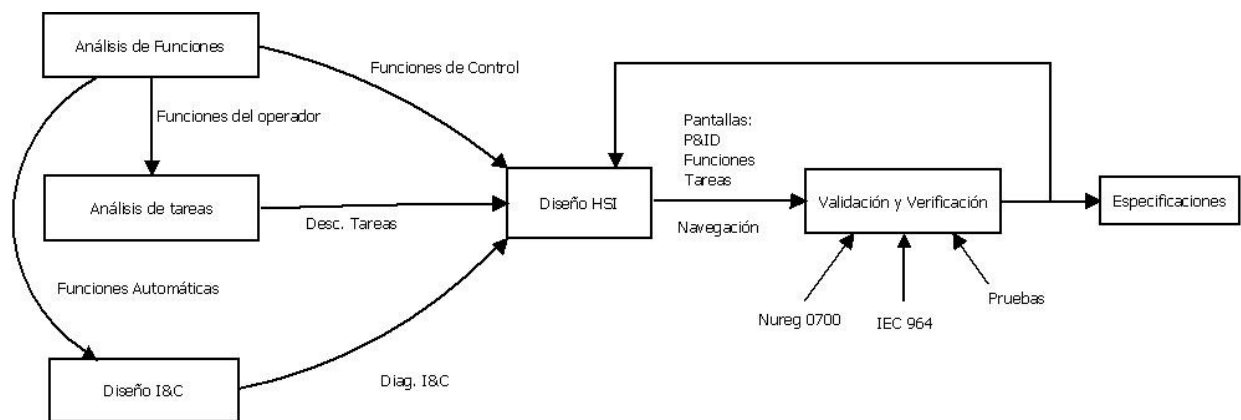 Análisis de Funciones
Funciones de Control
Funciones del operador
Pantallas:
P&ID
Funciones
Tareas
Análisis de tareas
Desc. Tareas
Diseño HSI
Navegación
Validación y Verificación
Especificaciones
Funciones Automáticas
Nureg 0700
IEC 964
Pruebas
Diseño I&C
Diag. I&C